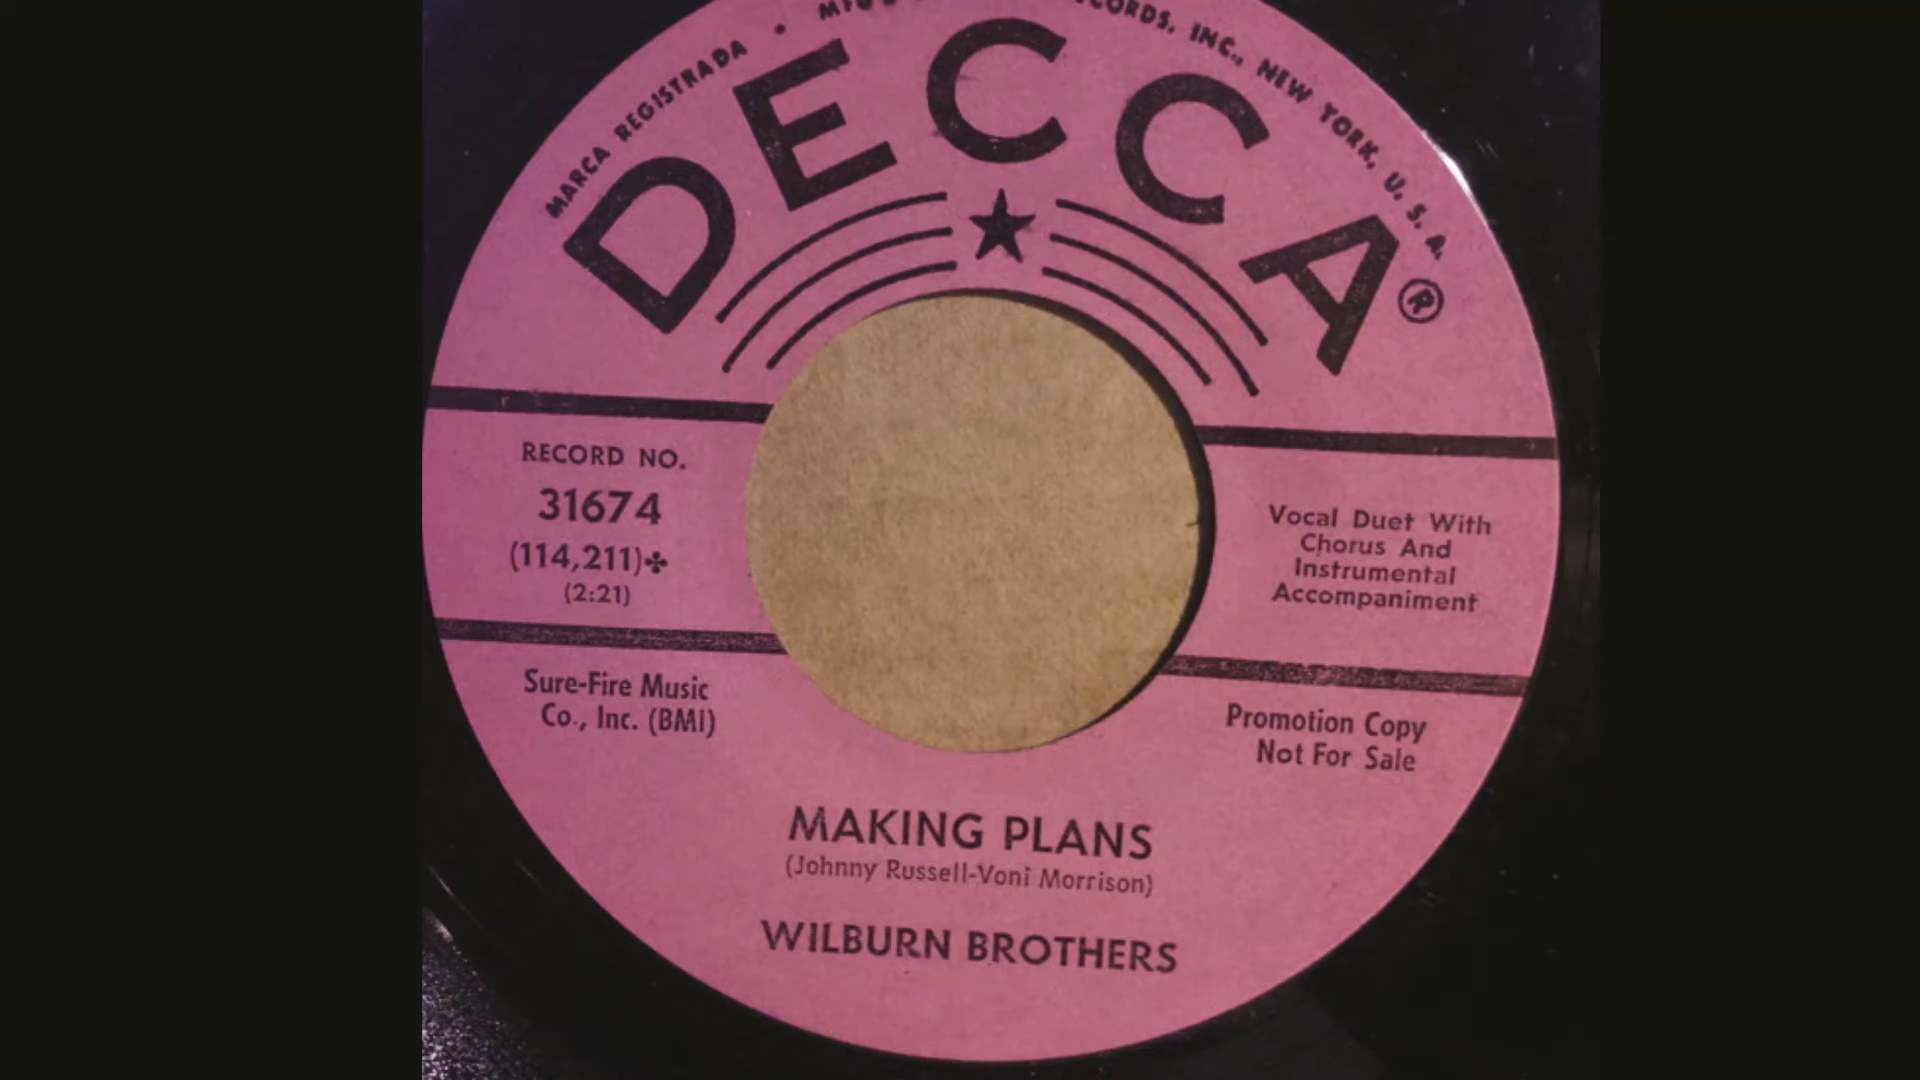 MARCA REGISTRADA • RECORDS, INC., NEW YORK, U. S. A.
DECCA®
RECORD NO.
31674
(114,211)✤
(2:21)
Vocal Duet With
Chorus And
Instrumental
Accompaniment
Sure-Fire Music
Co., Inc. (BMI)
Promotion Copy
Not For Sale
MAKING PLANS
(Johnny Russell-Voni Morrison)
WILBURN BROTHERS